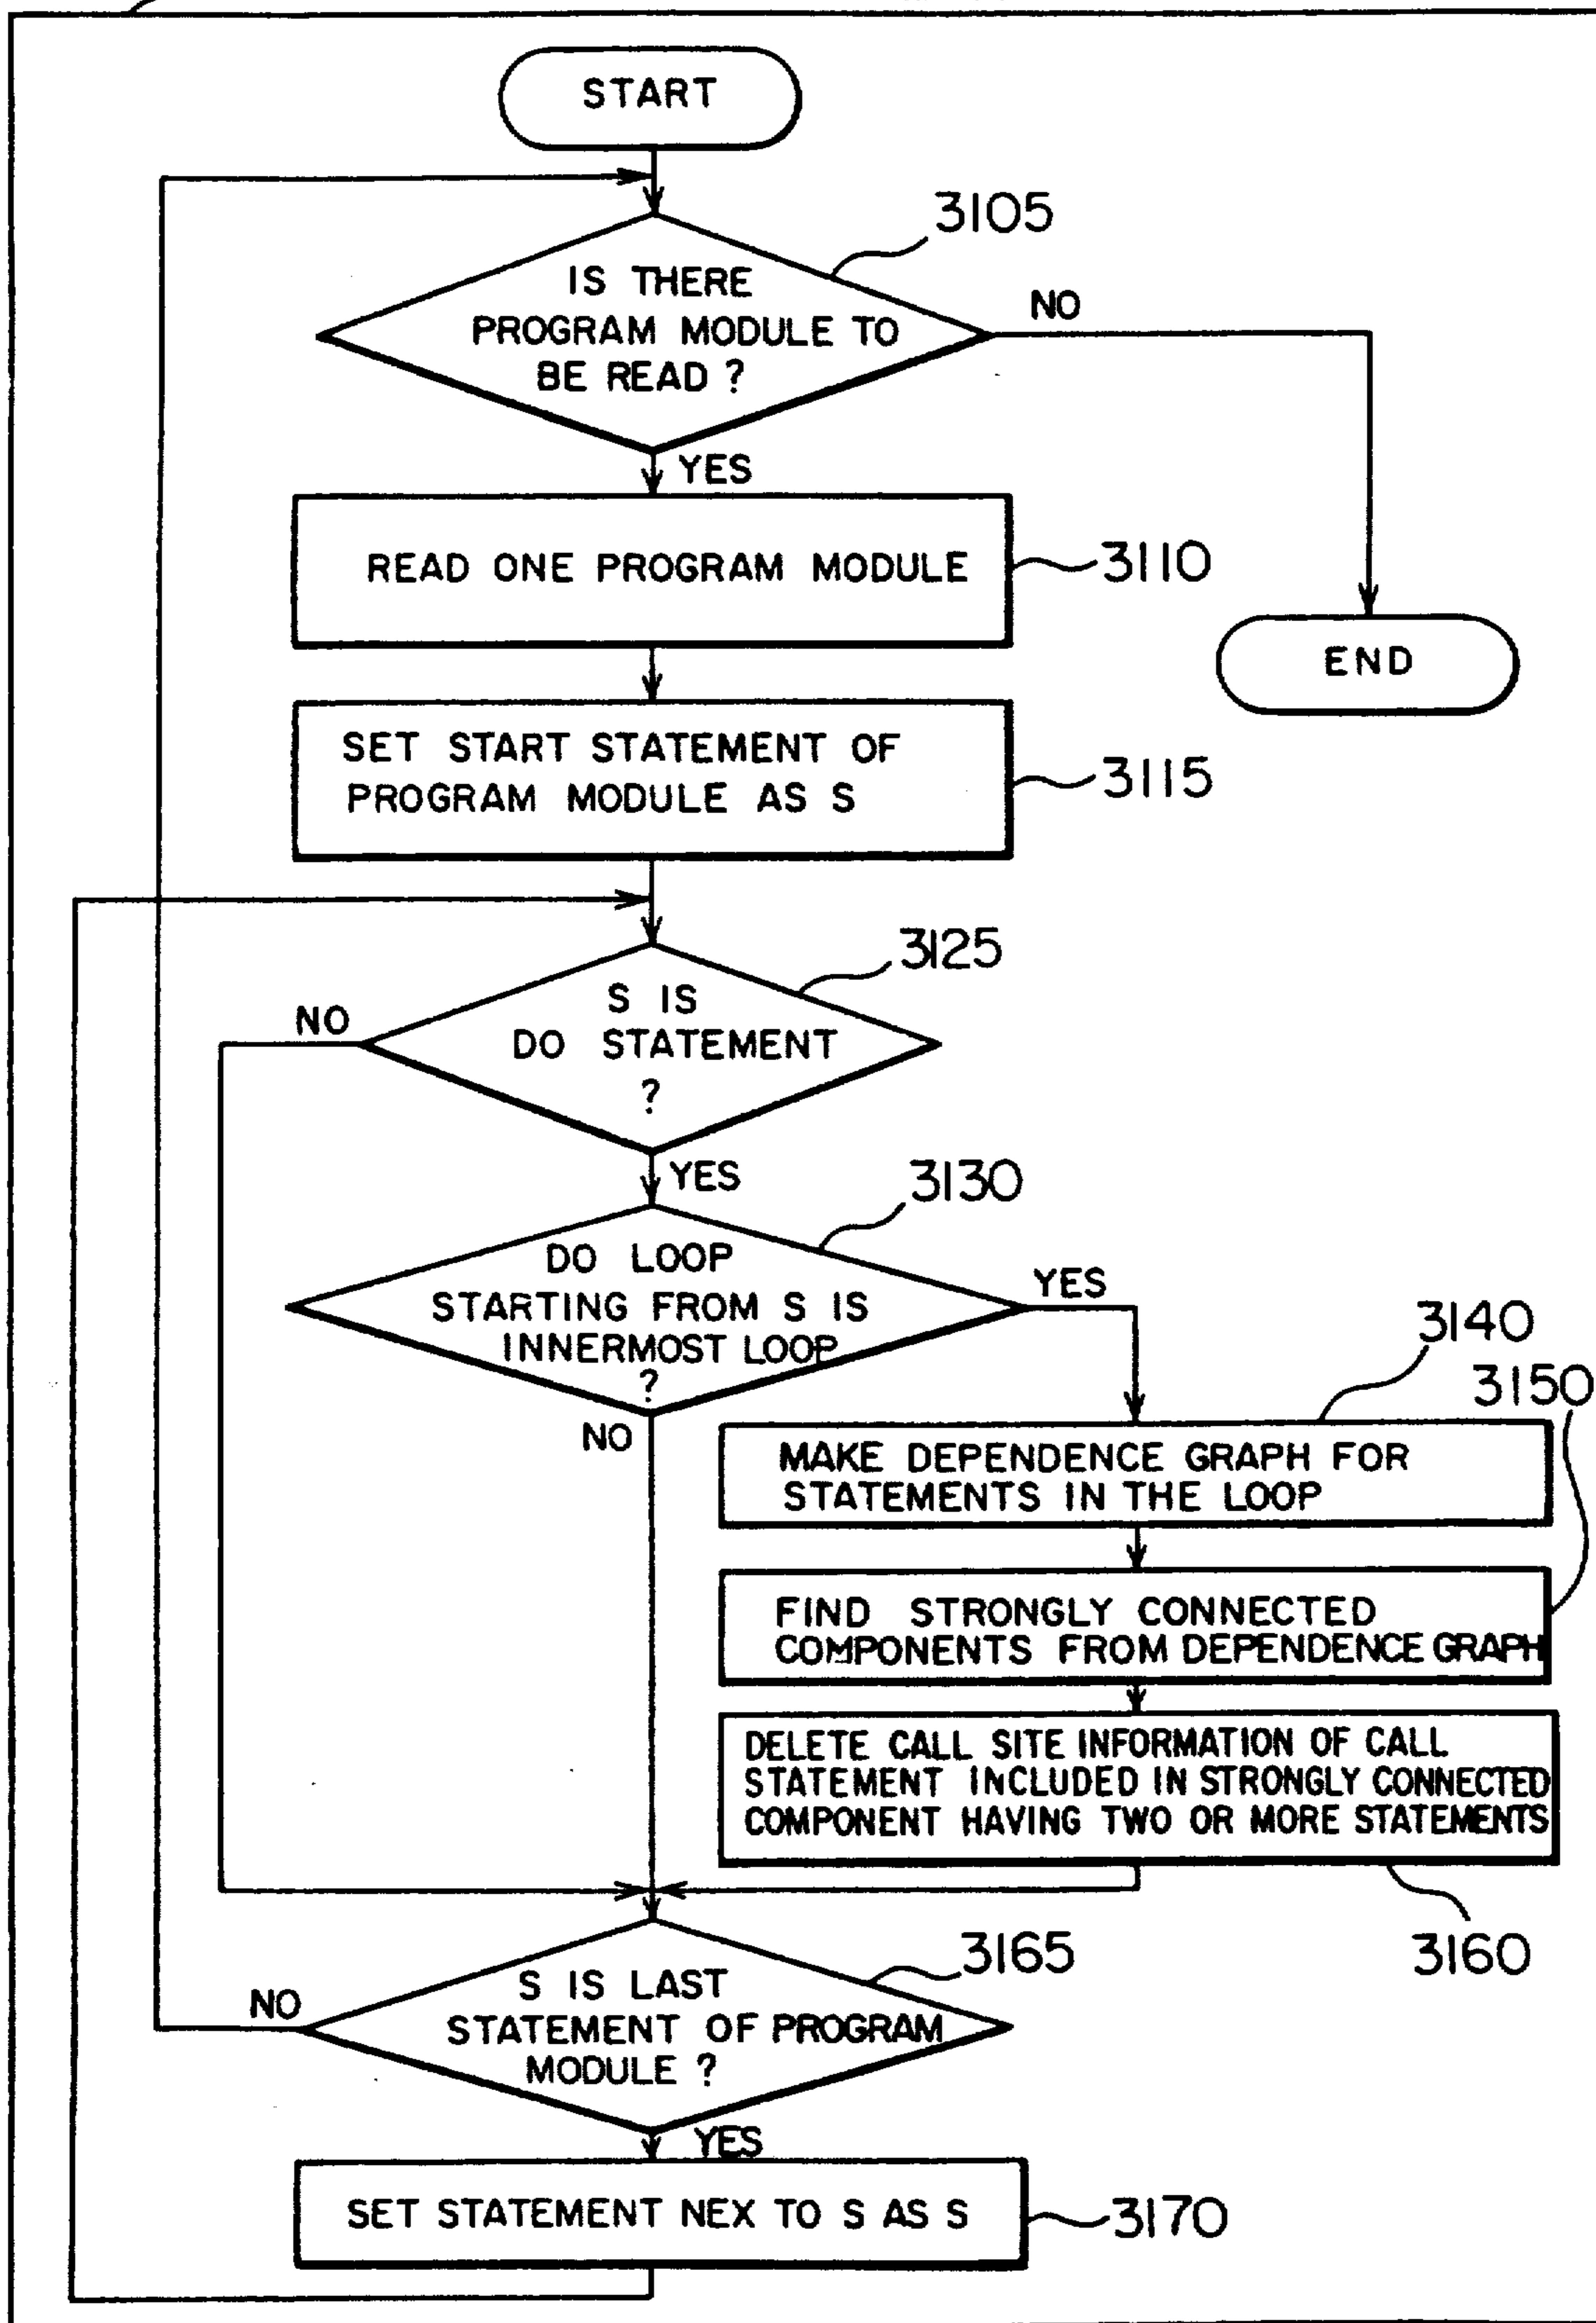 START
3105
IS THERE
PROGRAM MODULE TO
BE READ ?
NO
YES
READ ONE PROGRAM MODULE
3110
END
SET START STATEMENT OF
PROGRAM MODULE AS S
3115
3125
S IS
DO STATEMENT
?
NO
YES
3130
DO LOOP
STARTING FROM S IS
INNERMOST LOOP
?
YES
NO
3140
3150
MAKE DEPENDENCE GRAPH FOR
STATEMENTS IN THE LOOP
FIND STRONGLY CONNECTED
COMPONENTS FROM DEPENDENCE GRAPH
DELETE CALL SITE INFORMATION OF CALL
STATEMENT INCLUDED IN STRONGLY CONNECTED
COMPONENT HAVING TWO OR MORE STATEMENTS
3160
3165
S IS LAST
STATEMENT OF PROGRAM
MODULE ?
NO
YES
SET STATEMENT NEX TO S AS S
3170